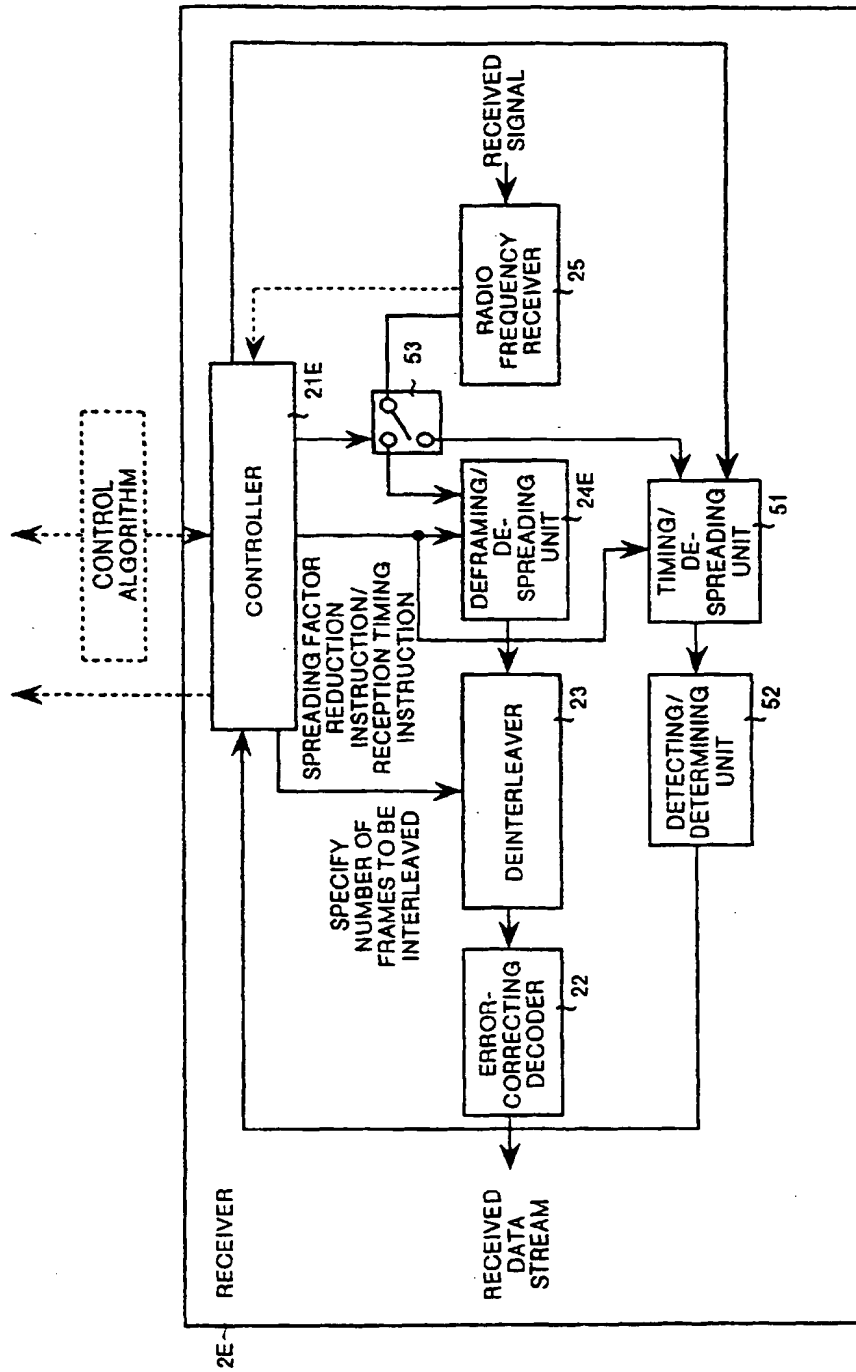 CONTROL
ALGORITHM
2E
RECEIVER
CONTROLLER
21E
SPREADING FACTOR
REDUCTION
INSTRUCTION/
RECEPTION TIMING
INSTRUCTION
SPECIFY
NUMBER OF
FRAMES TO BE
INTERLEAVED
53
RECEIVED
DATA
STREAM
ERROR-
CORRECTING
DECODER
22
DEINTERLEAVER
23
DEFRAMING/
DE-
SPREADING
UNIT
24E
RADIO
FREQUENCY
RECEIVER
25
RECEIVED
SIGNAL
DETECTING/
DETERMINING
UNIT
52
TIMING/
DE-
SPREADING
UNIT
51